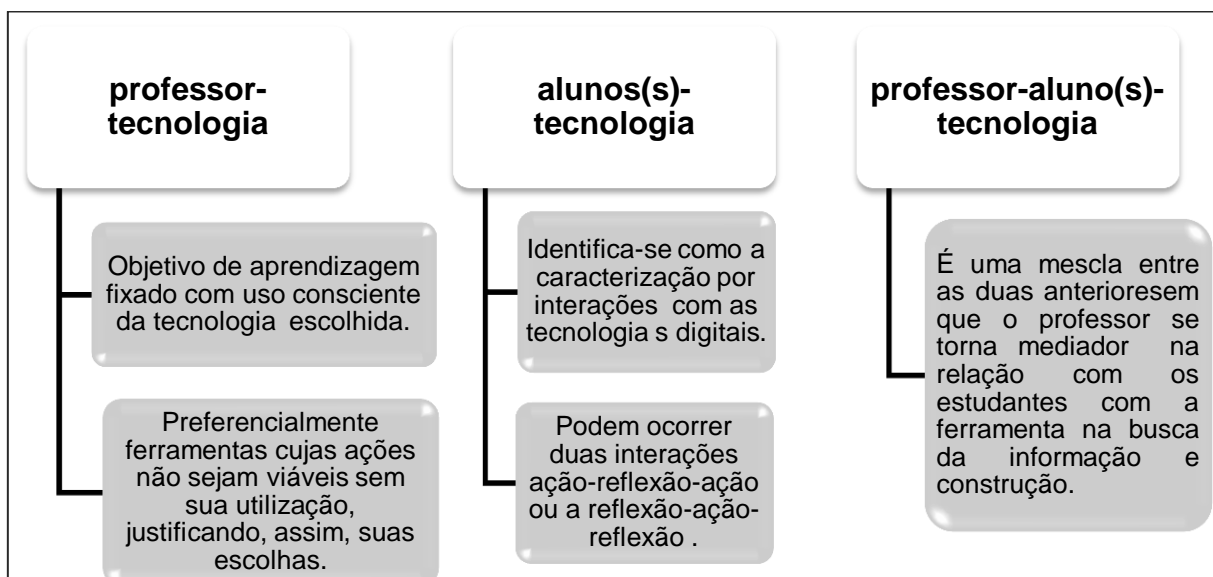 professor-
tecnologia
Objetivo de aprendizagem
fixado com uso consciente
da tecnologia escolhida.
Preferencialmente
ferramentas cujas ações
não sejam viáveis sem
sua utilização,
justificando, assim, suas
escolhas.
alunos(s)-
tecnologia
Identifica-se como a
caracterização por
interações com as
tecnologia s digitais.
Podem ocorrer
duas interações
ação-reflexão-ação
ou a reflexão-ação-
reflexão .
professor-aluno(s)-
tecnologia
É uma mescla entre
as duas anterioresem
que o professor se
torna mediador na
relação com os
estudantes com a
ferramenta na busca
da informação e
construção.